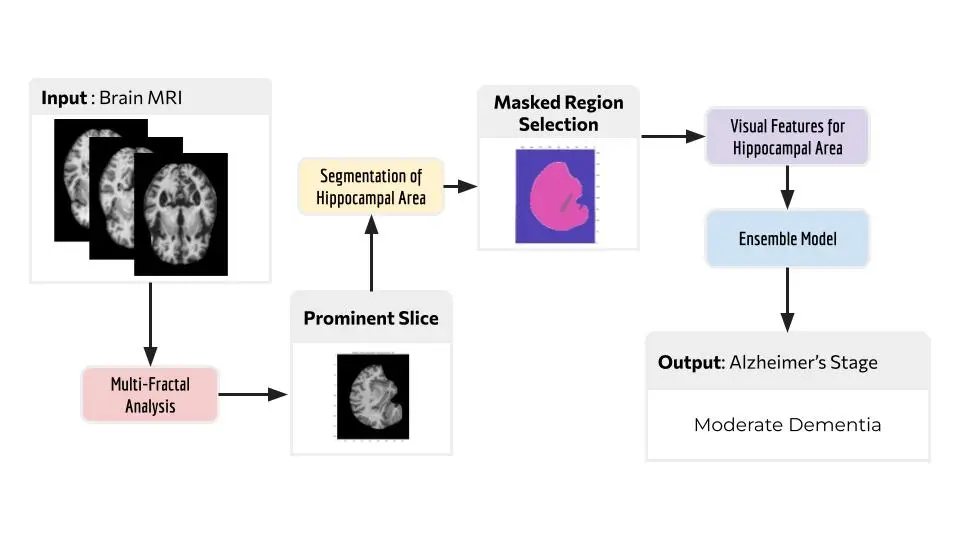 Input : Brain MRI
Multi-Fractal
Analysis
Prominent Slice
Segmentation of
Hippocampal Area
Masked Region
Selection
Visual Features for
Hippocampal Area
Ensemble Model
Output: Alzheimer's Stage
Moderate Dementia